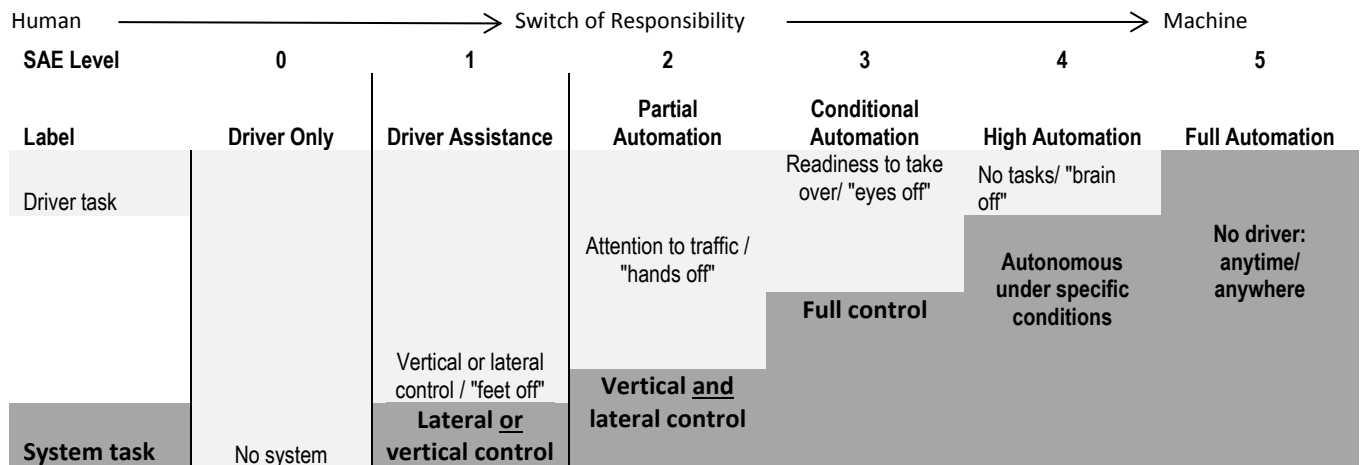 Human Switch of Responsibility Machine
SAE Level 0 1 2 3 4 5
Label Driver Only Driver Assistance Partial Automation Conditional Automation High Automation Full Automation
Driver task
Readiness to take
over/ "eyes off"
No tasks/ "brain
off"
Attention to traffic /
"hands off"
No driver:
anytime/
anywhere
Autonomous
under specific
conditions
Full control
Vertical or lateral
control / "feet off"
Vertical and
lateral control
Lateral or
vertical control
System task
No system